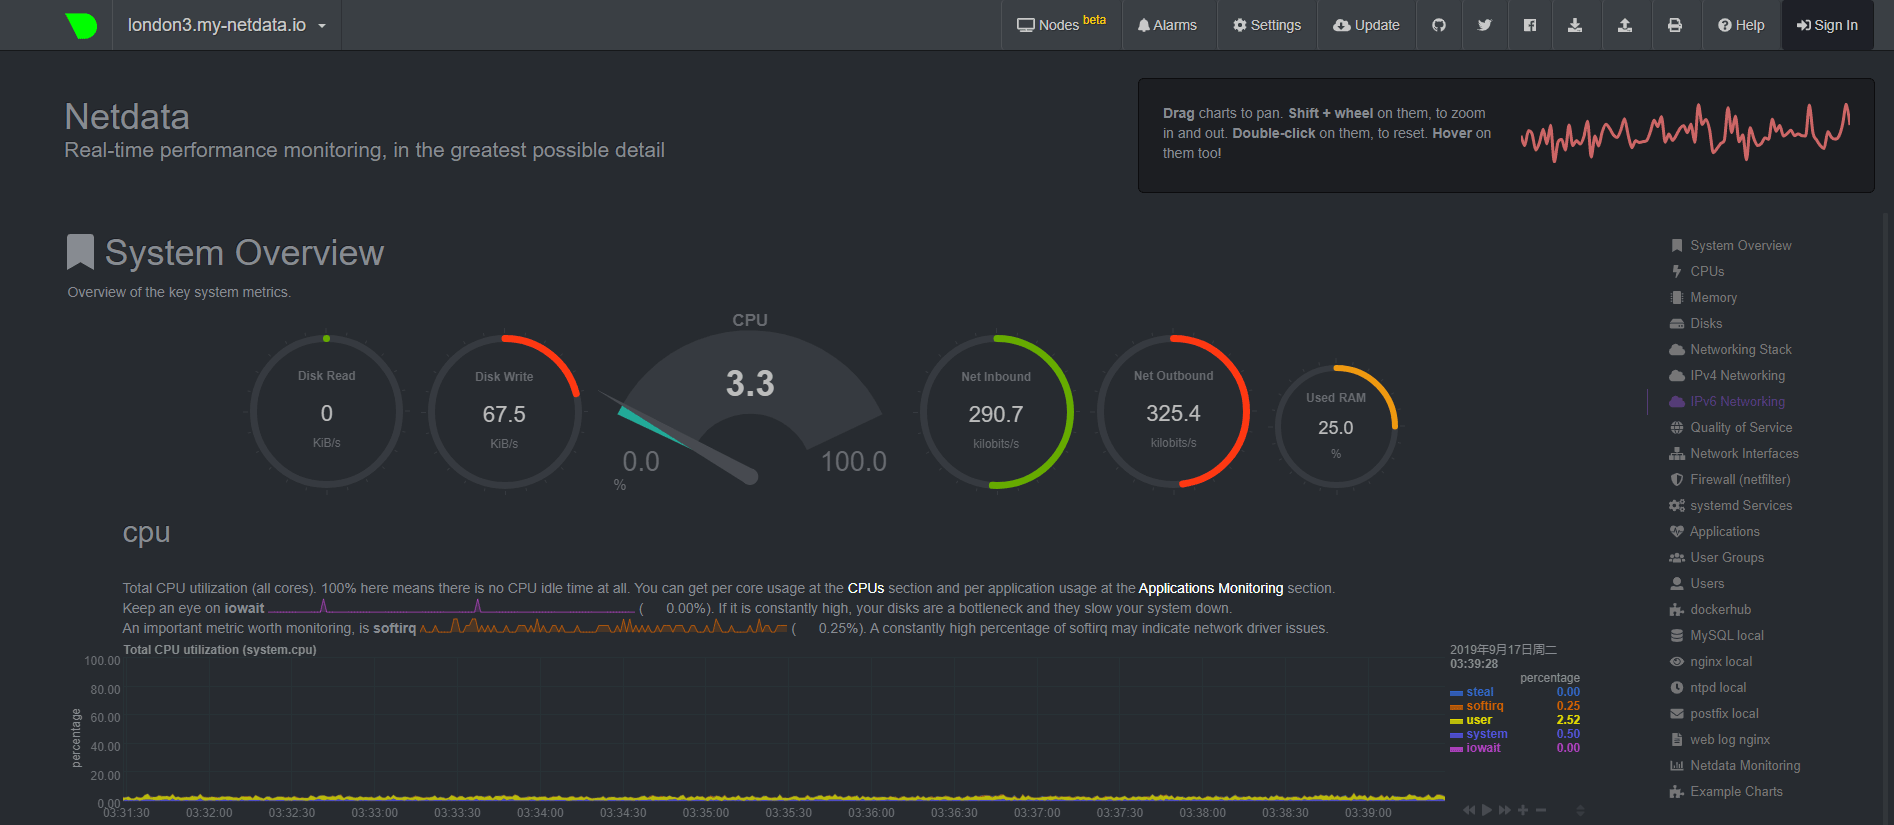 london3.my-netdata.io
Nodes beta
Alarms
Settings
Update
Help
Sign In
Netdata
Real-time performance monitoring, in the greatest possible detail
Drag charts to pan. Shift + wheel on them, to zoom
in and out. Double-click on them, to reset. Hover on
them too!
System Overview
Overview of the key system metrics.
Disk Read
0
KiB/s
Disk Write
67.5
KiB/s
CPU
3.3
0.0
100.0
%
Net Inbound
290.7
kilobits/s
Net Outbound
325.4
kilobits/s
Used RAM
25.0
%
cpu
Total CPU utilization (all cores). 100% here means there is no CPU idle time at all. You can get per core usage at the CPUs section and per application usage at the Applications Monitoring section.
Keep an eye on iowait ( 0.00%). If it is constantly high, your disks are a bottleneck and they slow your system down.
An important metric worth monitoring, is softirq ( 0.25%). A constantly high percentage of softirq may indicate network driver issues.
Total CPU utilization (system.cpu)
percentage
100.00
80.00
60.00
40.00
20.00
0.00
03:31:30 03:32:00 03:32:30 03:33:00 03:33:30 03:34:00 03:34:30 03:35:00 03:35:30 03:36:00 03:36:30 03:37:00 03:37:30 03:38:00 03:38:30 03:39:00
2019年9月17日周二
03:39:28
percentage
steal 0.00
softirq 0.25
user 2.52
system 0.50
iowait 0.00
System Overview
CPUs
Memory
Disks
Networking Stack
IPv4 Networking
IPv6 Networking
Quality of Service
Network Interfaces
Firewall (netfilter)
systemd Services
Applications
User Groups
Users
dockerhub
MySQL local
nginx local
ntpd local
postfix local
web log nginx
Netdata Monitoring
Example Charts